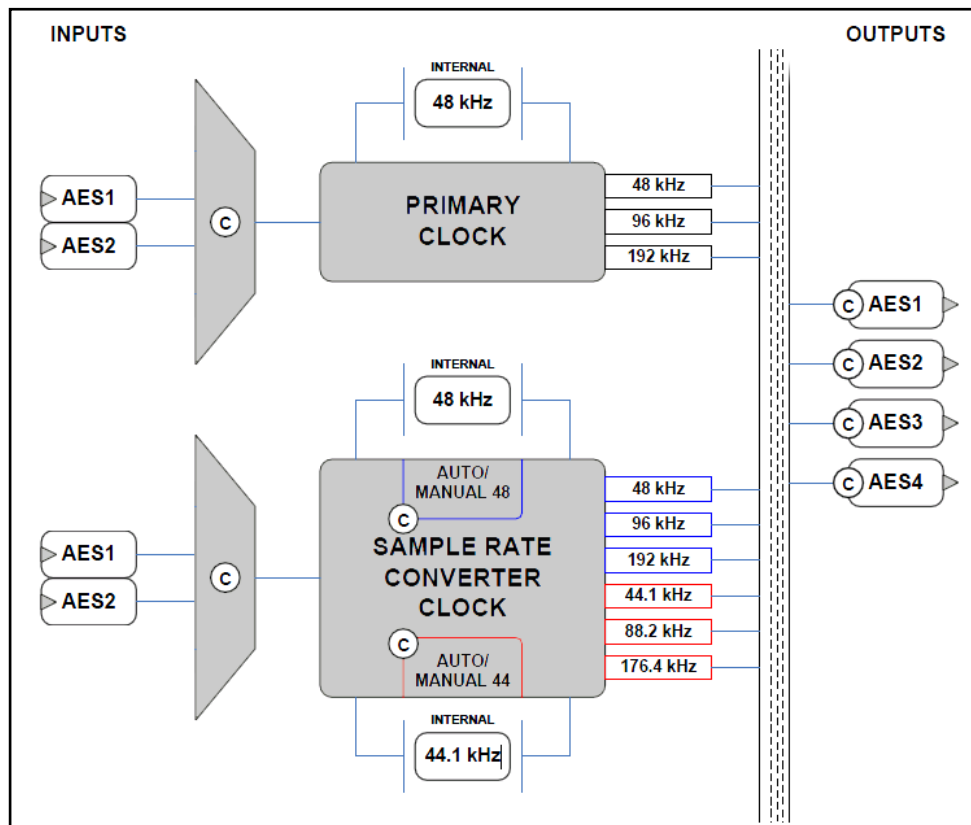 INPUTS
OUTPUTS
INTERNAL
48 kHz
AES1
AES2
C
PRIMARY
CLOCK
48 kHz
96 kHz
192 kHz
C AES1
C AES2
C AES3
C AES4
INTERNAL
48 kHz
AES1
AES2
C
AUTO/
MANUAL 48
C
SAMPLE RATE
CONVERTER
CLOCK
C
AUTO/
MANUAL 44
48 kHz
96 kHz
192 kHz
44.1 kHz
88.2 kHz
176.4 kHz
INTERNAL
44.1 kHz